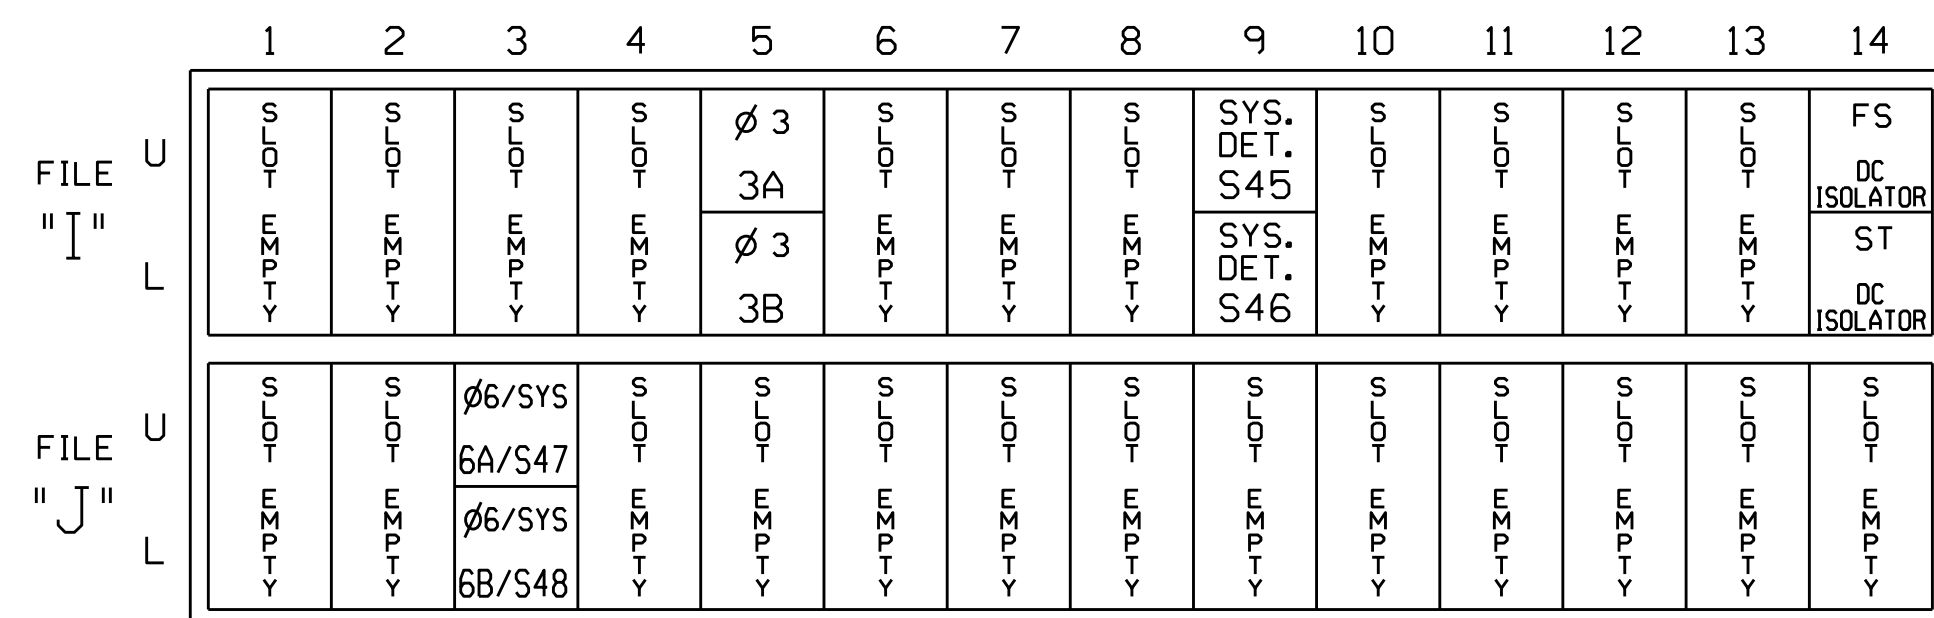 1 2 3 4 5 6 7 8 9 10 11 12 13 14
FILE "I"
U
L
SLOT EMPTY
SLOT EMPTY
SLOT EMPTY
SLOT EMPTY
Ø 3
3A
Ø 3
3B
SLOT EMPTY
SLOT EMPTY
SLOT EMPTY
SYS.
DET.
S45
SYS.
DET.
S46
SLOT EMPTY
SLOT EMPTY
SLOT EMPTY
SLOT EMPTY
FS
DC
ISOLATOR
ST
DC
ISOLATOR
FILE "J"
U
L
SLOT EMPTY
SLOT EMPTY
Ø6/SYS
6A/S47
Ø6/SYS
6B/S48
SLOT EMPTY
SLOT EMPTY
SLOT EMPTY
SLOT EMPTY
SLOT EMPTY
SLOT EMPTY
SLOT EMPTY
SLOT EMPTY
SLOT EMPTY
SLOT EMPTY
SLOT EMPTY